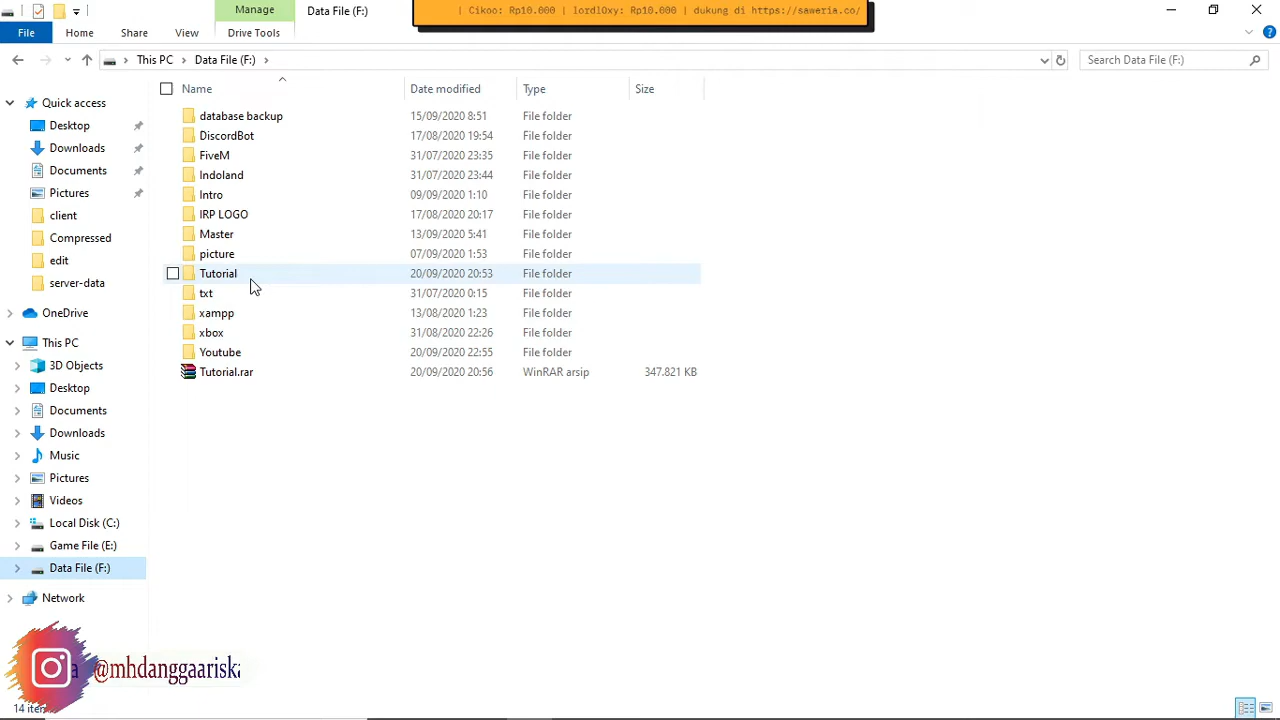 Manage
Data File (F:)
| Cikoo: Rp10.000 | lordlOxy: Rp10.000 | dukung di https://saweria.co/
File
Home
Share
View
Drive Tools
This PC
Data File (F:)
Search Data File (F:)
Name
Date modified
Type
Size
Quick access
Desktop
Downloads
Documents
Pictures
client
Compressed
edit
server-data
OneDrive
This PC
3D Objects
Desktop
Documents
Downloads
Music
Pictures
Videos
Local Disk (C:)
Game File (E:)
Data File (F:)
Network
database backup 15/09/2020 8:51 File folder
DiscordBot 17/08/2020 19:54 File folder
FiveM 31/07/2020 23:35 File folder
Indoland 31/07/2020 23:44 File folder
Intro 09/09/2020 1:10 File folder
IRP LOGO 17/08/2020 20:17 File folder
Master 13/09/2020 5:41 File folder
picture 07/09/2020 1:53 File folder
Tutorial 20/09/2020 20:53 File folder
txt 31/07/2020 0:15 File folder
xampp 13/08/2020 1:23 File folder
xbox 31/08/2020 22:26 File folder
Youtube 20/09/2020 22:55 File folder
Tutorial.rar 20/09/2020 20:56 WinRAR arsip 347.821 KB
@mhdanggaariska
14 item